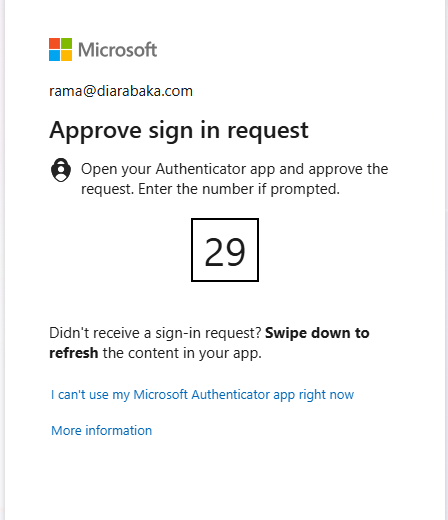 Microsoft
rama@diarabaka.com
Approve sign in request
Open your Authenticator app and approve the
request. Enter the number if prompted.
29
Didn't receive a sign-in request? Swipe down to
refresh the content in your app.
I can't use my Microsoft Authenticator app right now
More information